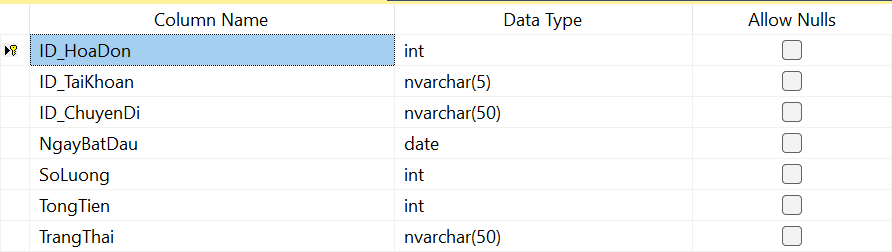 Column Name Data Type Allow Nulls
ID_HoaDon int
ID_TaiKhoan nvarchar(5)
ID_ChuyenDi nvarchar(50)
NgayBatDau date
SoLuong int
TongTien int
TrangThai nvarchar(50)